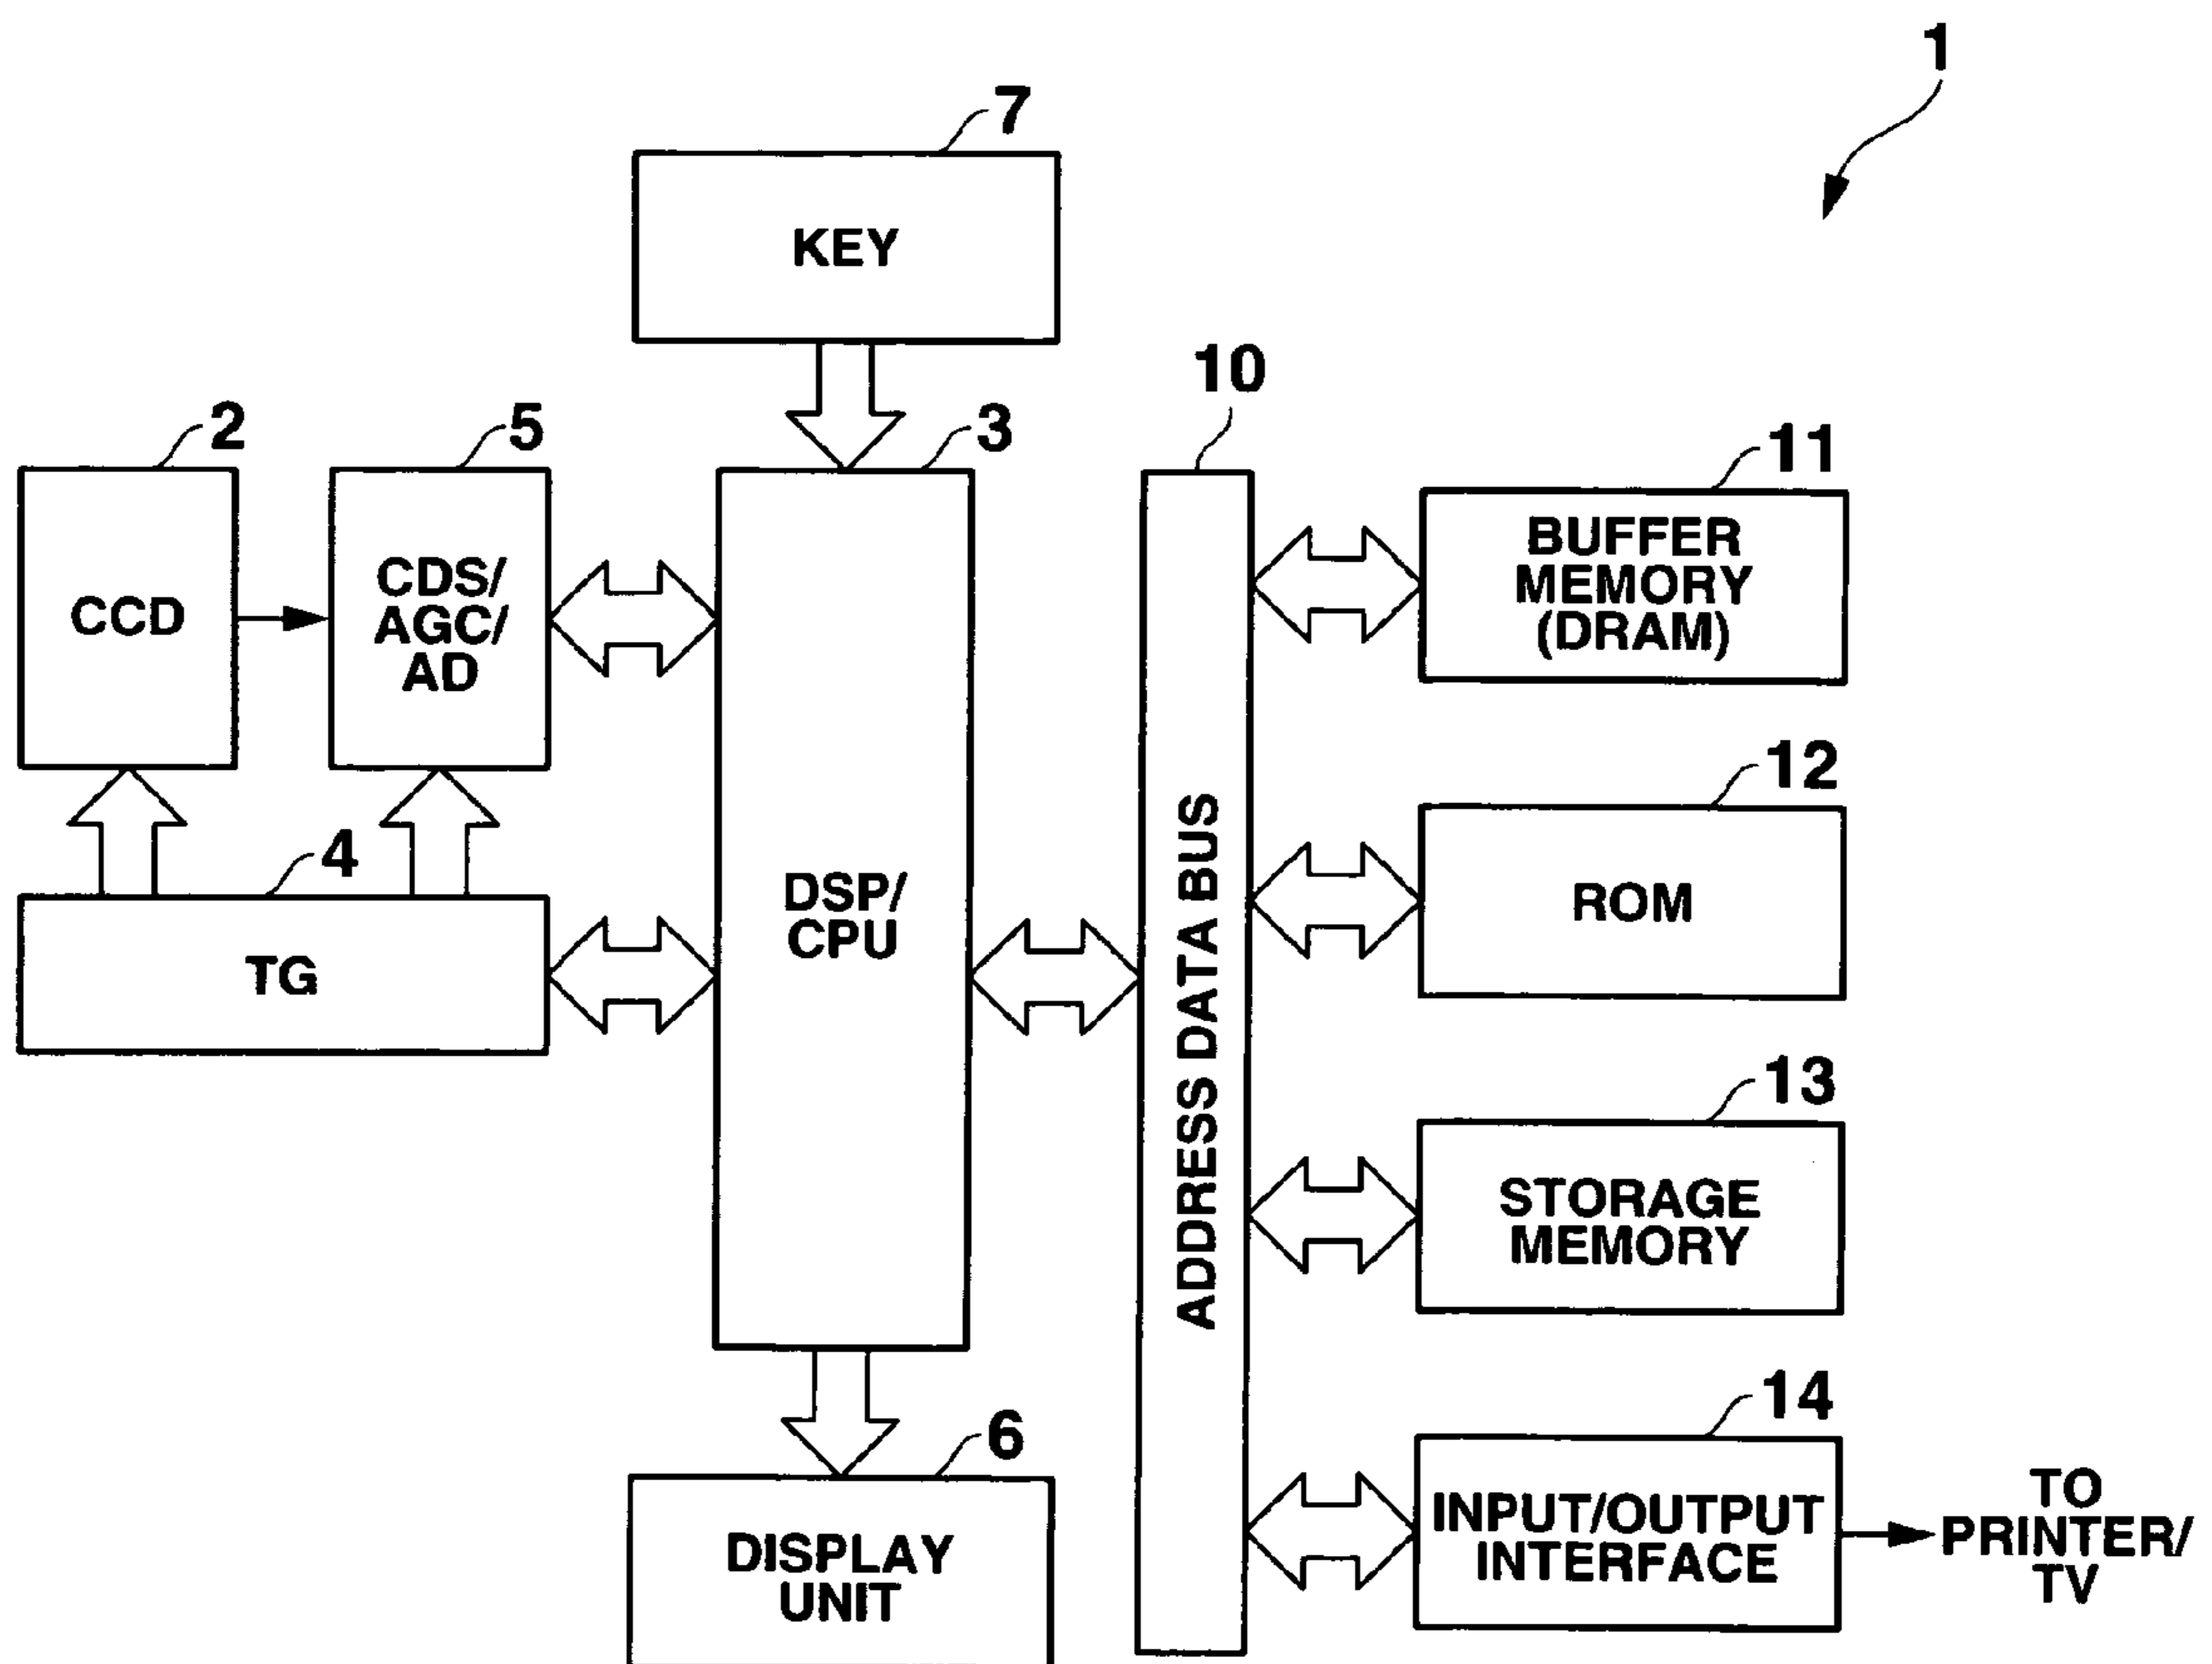 1
7
KEY
10
2
5
3
11
CCD
CDS/
AGC/
AD
BUFFER
MEMORY
(DRAM)
12
4
DSP/
CPU
ADDRESS DATA BUS
ROM
TG
13
STORAGE
MEMORY
14
6
INPUT/OUTPUT
INTERFACE
TO
PRINTER/
TV
DISPLAY
UNIT